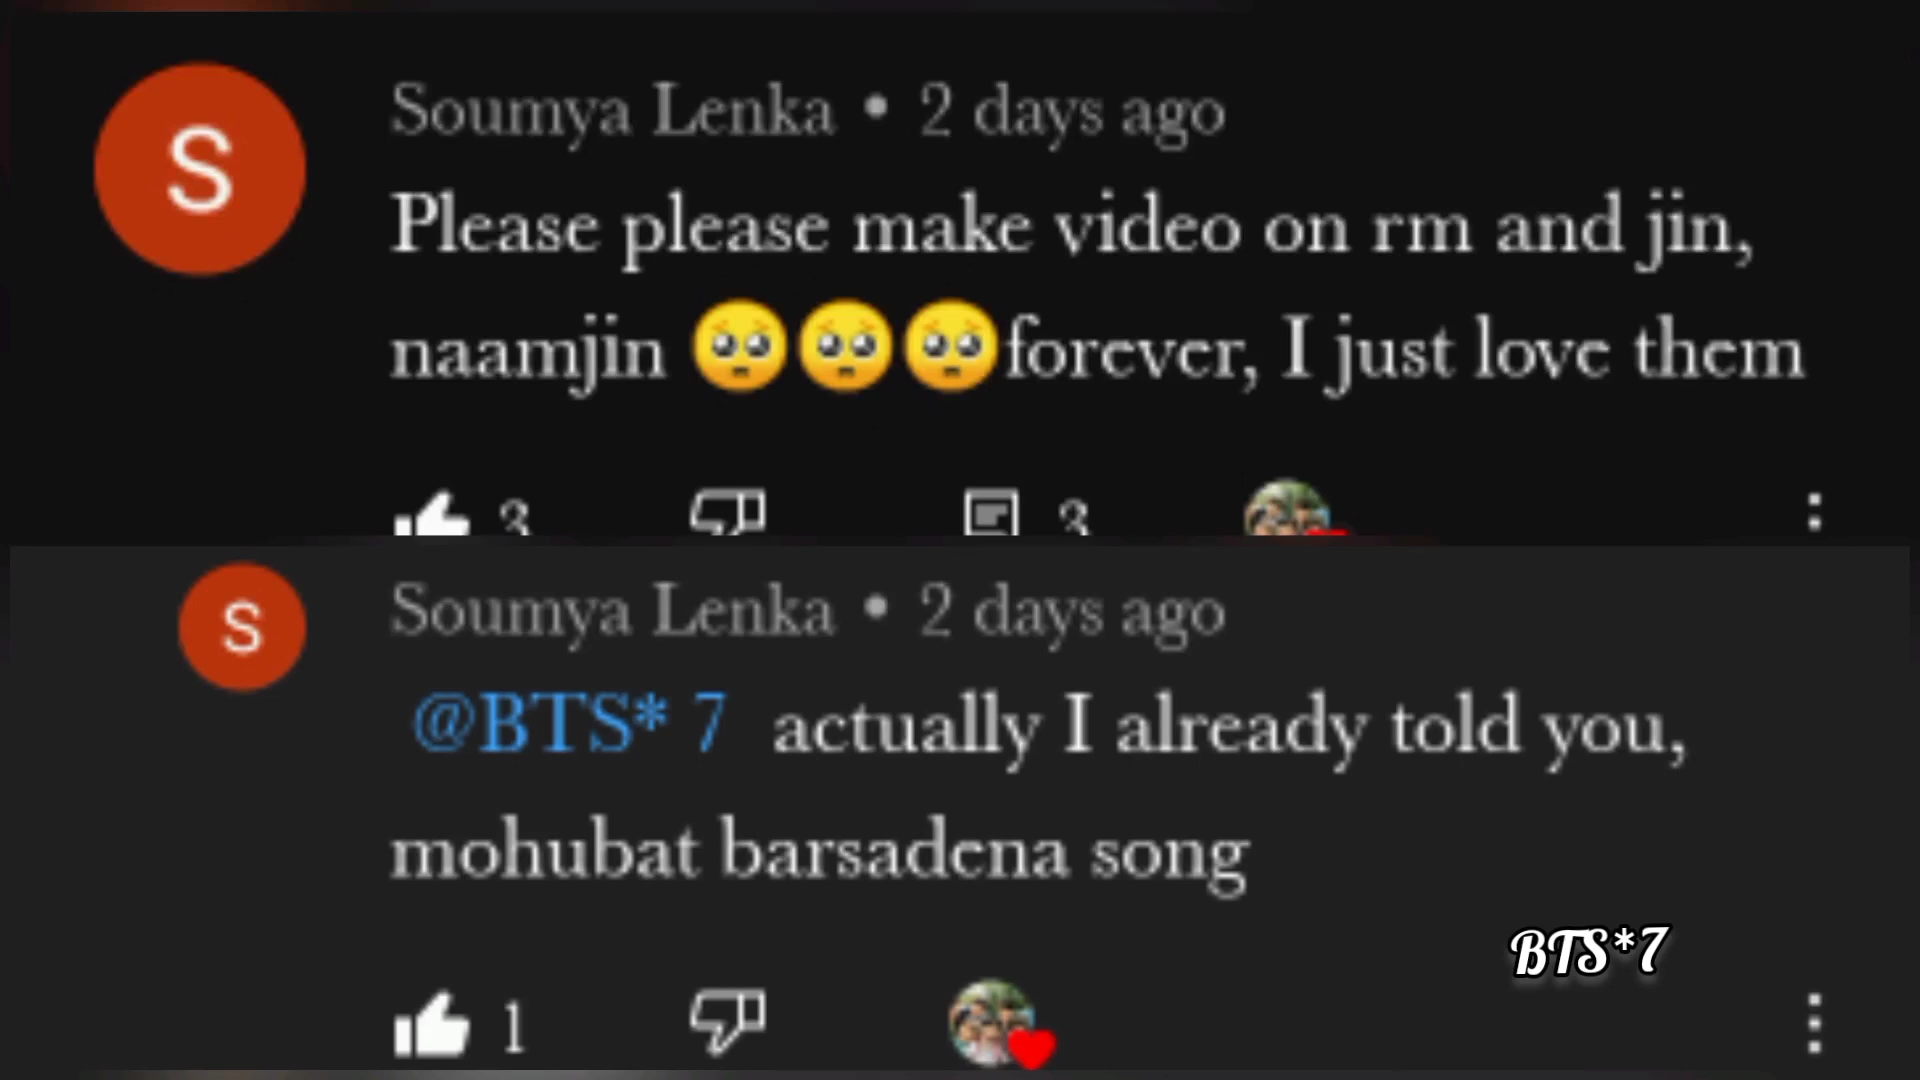 S
Soumya Lenka • 2 days ago
Please please make video on rm and jin,
naamjin 🥺🥺🥺forever, I just love them
3 3
S
Soumya Lenka • 2 days ago
@BTS* 7 actually I already told you,
mohubat barsadena song
BTS*7
1